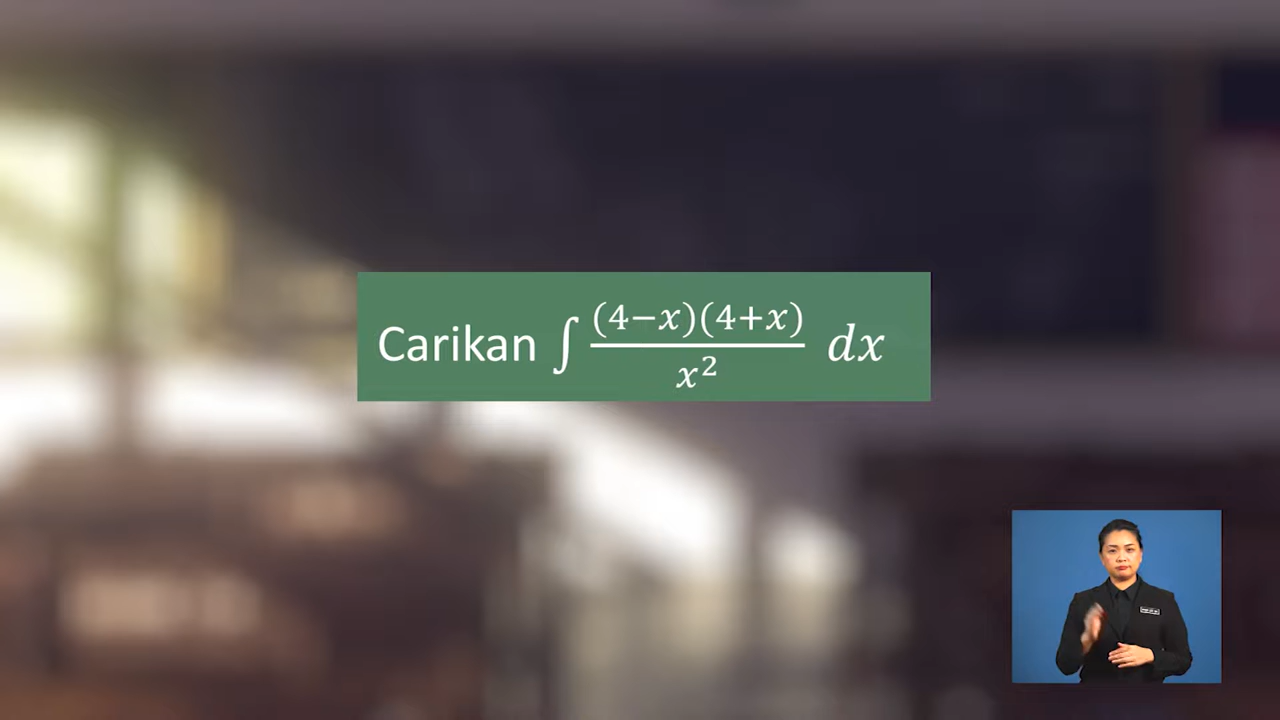 Carikan ∫ (4−x)(4+x)/x² dx